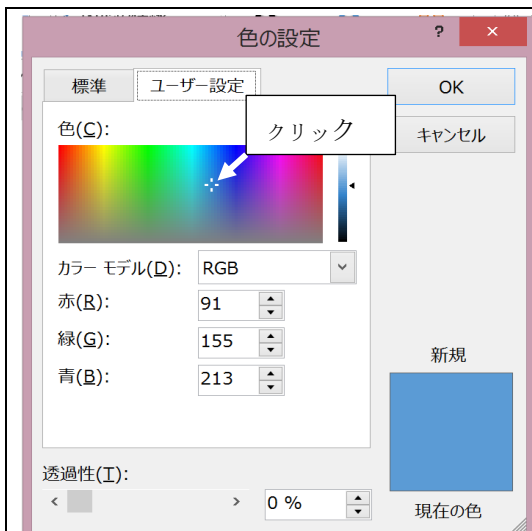 色の設定
?
×
標準
ユーザー設定
OK
キャンセル
色(C):
クリック
カラー モデル(D):
RGB
赤(R):
91
緑(G):
155
青(B):
213
新規
現在の色
透過性(T):
0 %